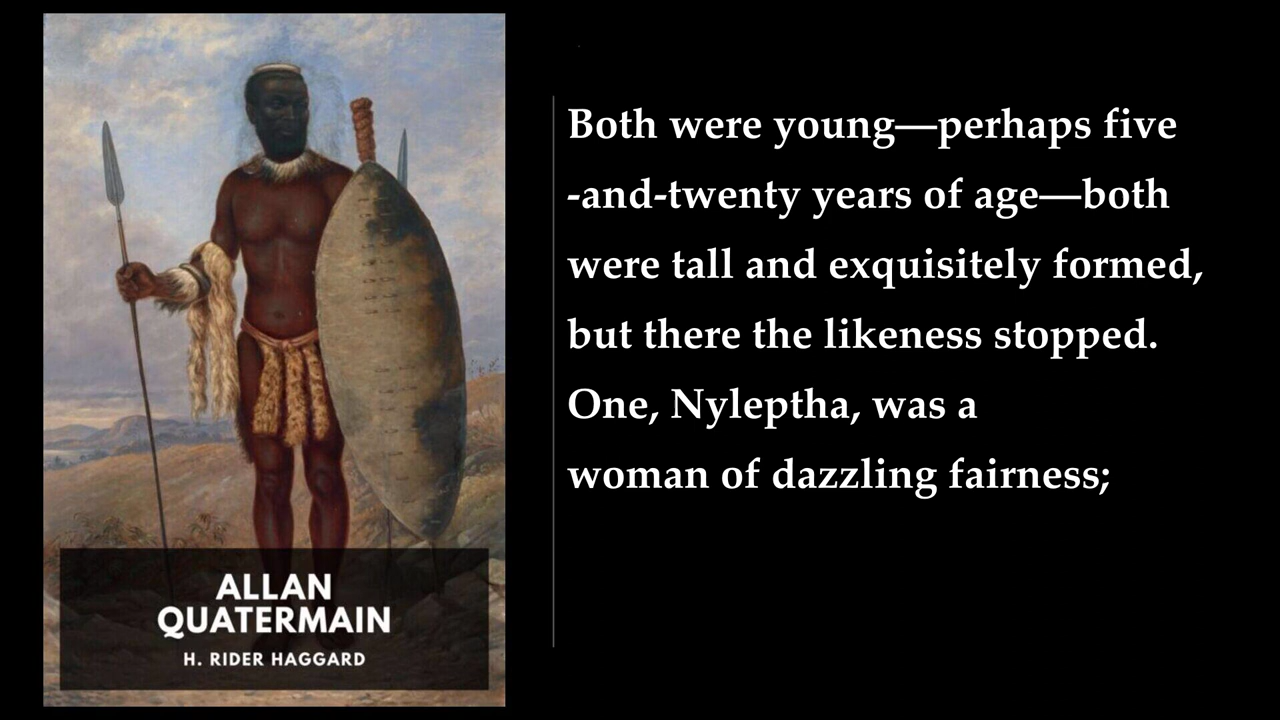 ALLAN
QUATERMAIN
H. RIDER HAGGARD
Both were young—perhaps five
-and-twenty years of age—both
were tall and exquisitely formed,
but there the likeness stopped.
One, Nyleptha, was a
woman of dazzling fairness;